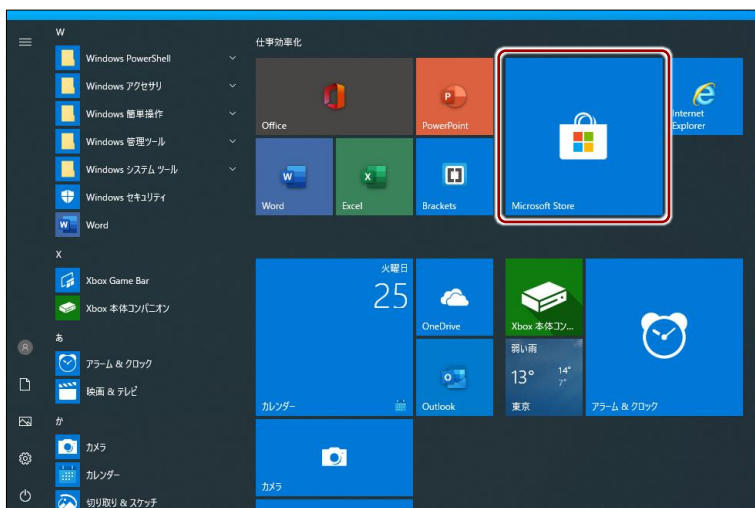 W
Windows PowerShell
Windows アクセサリ
Windows 簡単操作
Windows 管理ツール
Windows システム ツール
Windows セキュリティ
Word
X
Xbox Game Bar
Xbox 本体コンパニオン
あ
アラーム & クロック
映画 & テレビ
か
カメラ
カレンダー
切り取り & スケッチ
仕事効率化
Office
PowerPoint
Microsoft Store
Internet
Explorer
Word
Excel
Brackets
火曜日
25
カレンダー
OneDrive
Outlook
Xbox 本体コン...
弱い雨
13° 14°
7°
東京
アラーム & クロック
カメラ